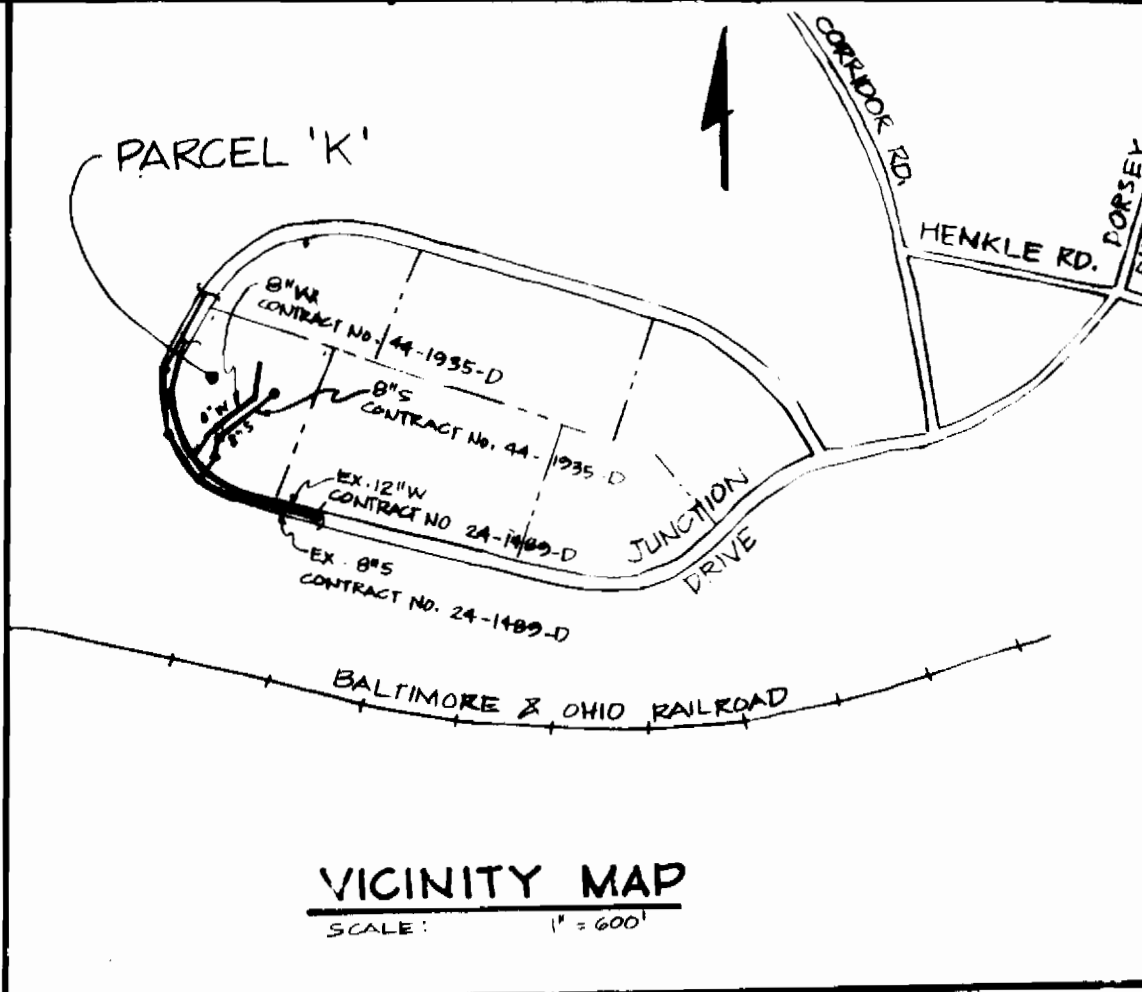 CORRIDOR RD.
PARCEL 'K'
HENKLE RD.
DORSEY
8"W
CONTRACT NO. 44-1935-D
8"S
CONTRACT NO. 44-1935-D
8"W
8"S
EX. 12"W
CONTRACT NO 24-1489-D
EX. 8"S
CONTRACT NO. 24-1489-D
JUNCTION
DRIVE
BALTIMORE & OHIO RAILROAD
VICINITY MAP
SCALE: 1" = 600'